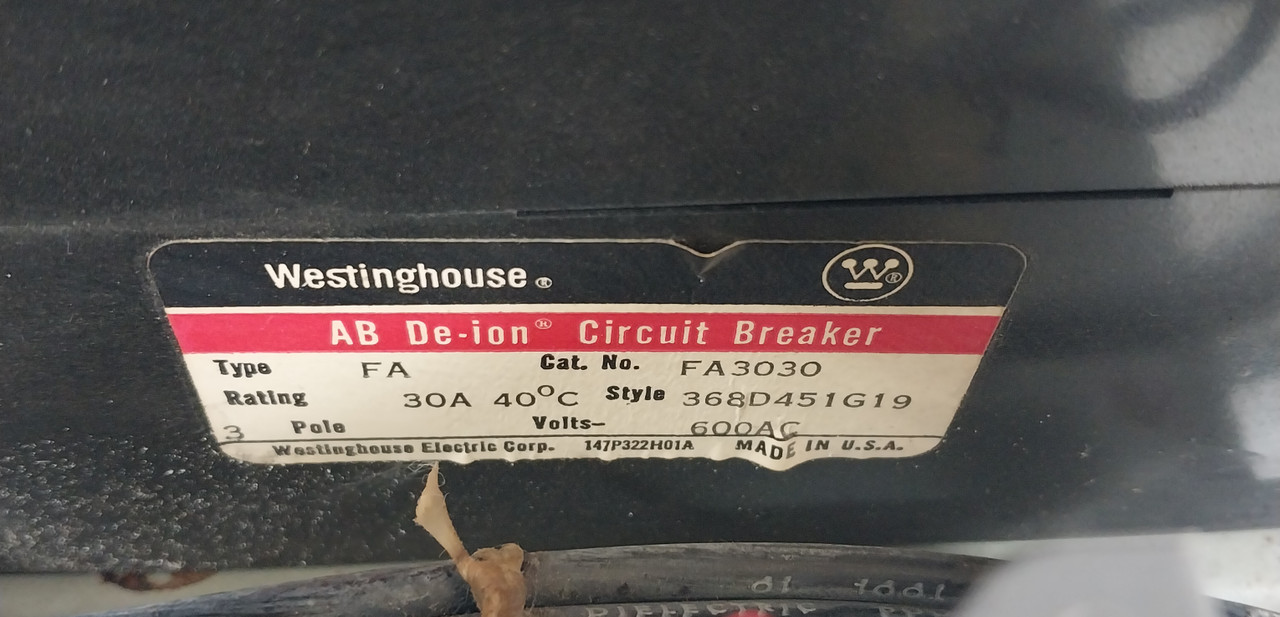 Westinghouse ®
W ®
AB De-ion® Circuit Breaker
Type FA Cat. No. FA3030
Rating 30A 40°C Style 368D451G19
3 Pole Volts- 600AC
Westinghouse Electric Corp. 147P322H01A MADE IN U.S.A.
DIELECTRIC